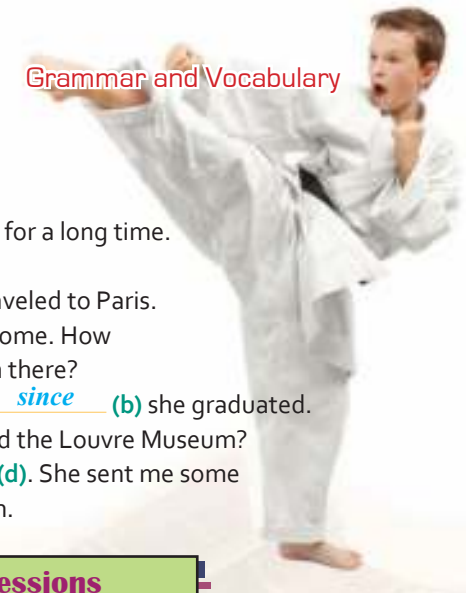 Grammar and Vocabulary
for a long time.
aveled to Paris.
ome. How
there?
since (b) she graduated.
d the Louvre Museum?
(d). She sent me some
essions